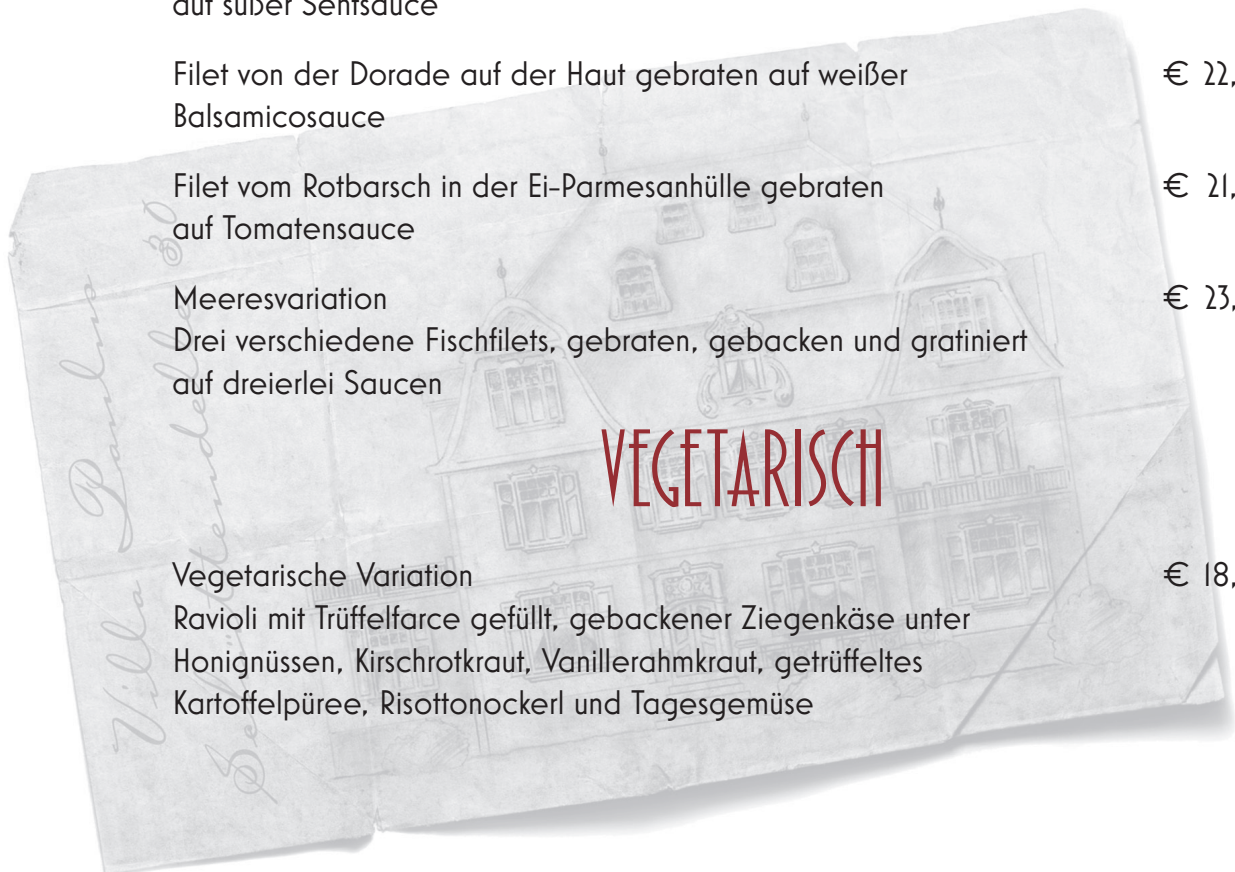 auf süßer Senfsauce
Filet von der Dorade auf der Haut gebraten auf weißer € 22,
Balsamicosauce
Filet vom Rotbarsch in der Ei-Parmesanhülle gebraten € 21,
auf Tomatensauce
Meeresvariation € 23,
Drei verschiedene Fischfilets, gebraten, gebacken und gratiniert
auf dreierlei Saucen
VEGETARISCH
Vegetarische Variation € 18,
Ravioli mit Trüffelfarce gefüllt, gebackener Ziegenkäse unter
Honignüssen, Kirschrotkraut, Vanillerahmkraut, getrüffeltes
Kartoffelpüree, Risottonockerl und Tagesgemüse
Villa